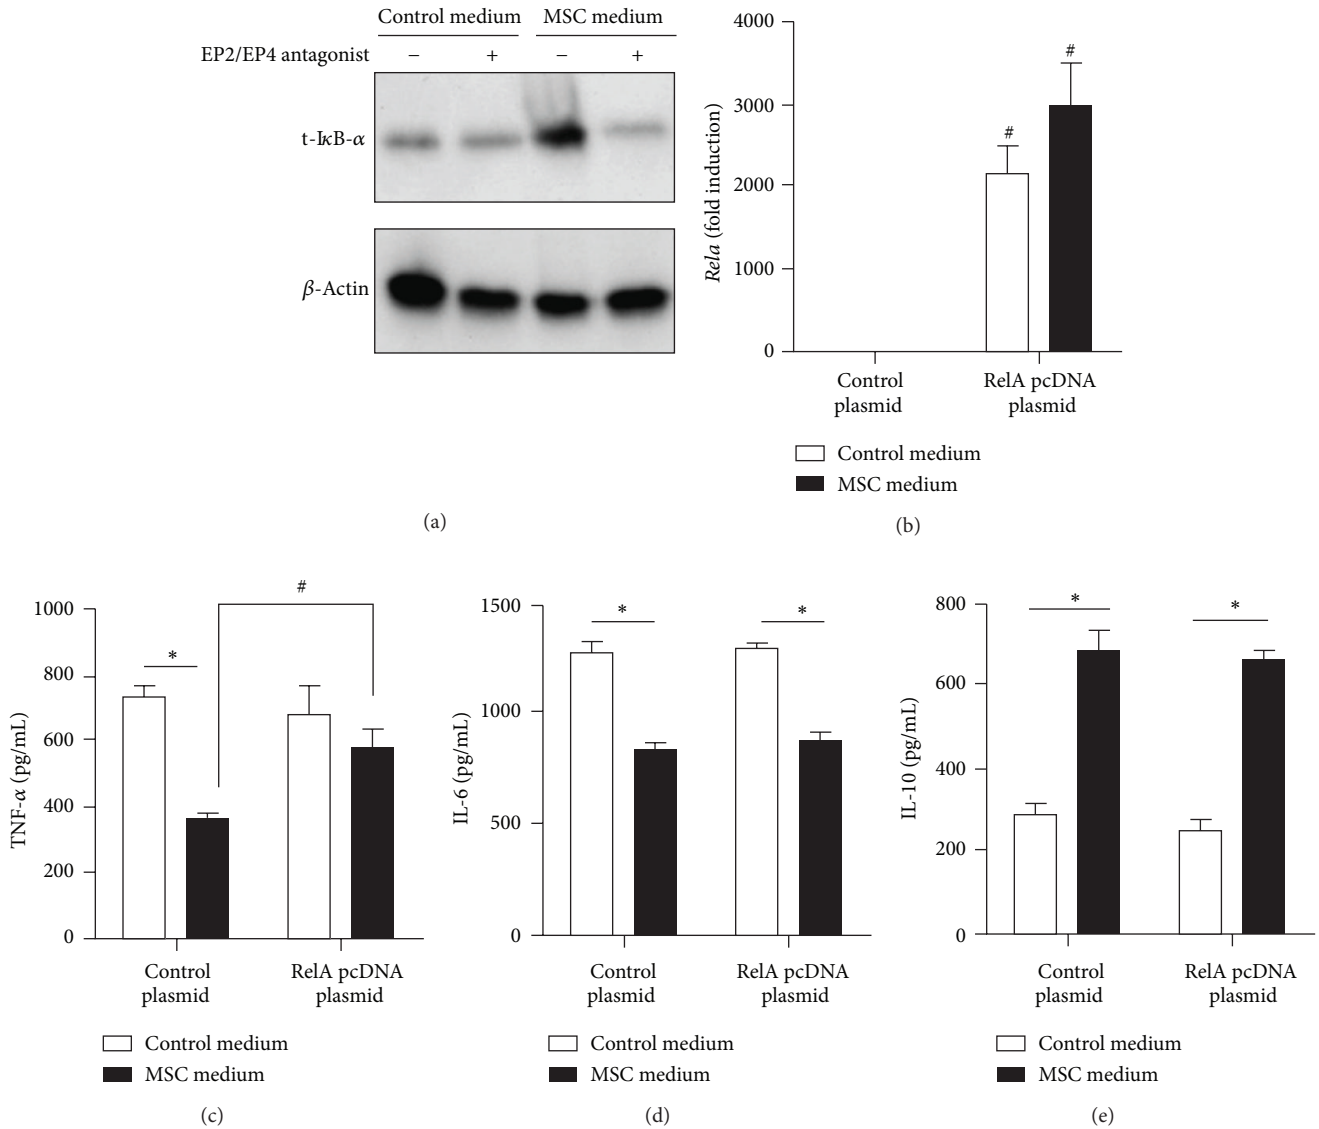 Control medium MSC medium
EP2/EP4 antagonist − + − +
t-IκB-α
β-Actin
(a)
4000
3000
2000
1000
0
Rela (fold induction)
#
#
Control plasmid
RelA pcDNA plasmid
Control medium
MSC medium
(b)
1000
800
600
400
200
0
TNF-α (pg/mL)
*
#
Control plasmid
RelA pcDNA plasmid
Control medium
MSC medium
(c)
1500
1000
500
0
IL-6 (pg/mL)
*
*
Control plasmid
RelA pcDNA plasmid
Control medium
MSC medium
(d)
800
600
400
200
0
IL-10 (pg/mL)
*
*
Control plasmid
RelA pcDNA plasmid
Control medium
MSC medium
(e)